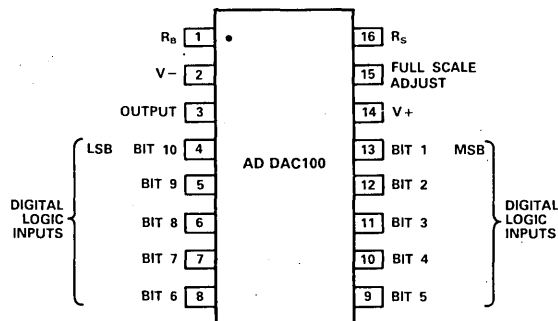 RB 1
V− 2
OUTPUT 3
LSB BIT 10 4
BIT 9 5
BIT 8 6
BIT 7 7
BIT 6 8
DIGITAL
LOGIC
INPUTS
AD DAC100
16 RS
15 FULL SCALE
ADJUST
14 V+
13 BIT 1 MSB
12 BIT 2
11 BIT 3
10 BIT 4
9 BIT 5
DIGITAL
LOGIC
INPUTS